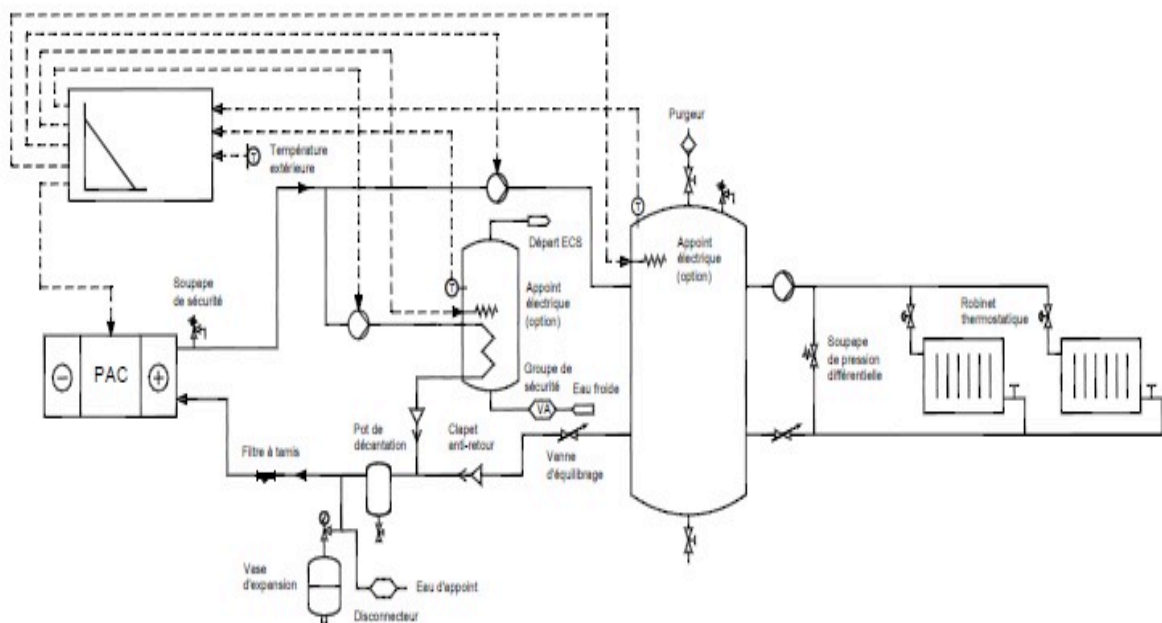 Purgeur
T
Température
extérieure
T
Départ ECS
Appoint
électrique
(option)
Soupape
de sécurité
T
Appoint
électrique
(option)
Robinet
thermostatique
Soupape
de pression
différentielle
PAC
Groupe de
sécurité
Eau froide
VA
Pot de
décantation
Clapet
anti-retour
Filtre à tamis
Vanne
d'équilibrage
Vase
d'expansion
Eau d'appoint
Disconnecteur